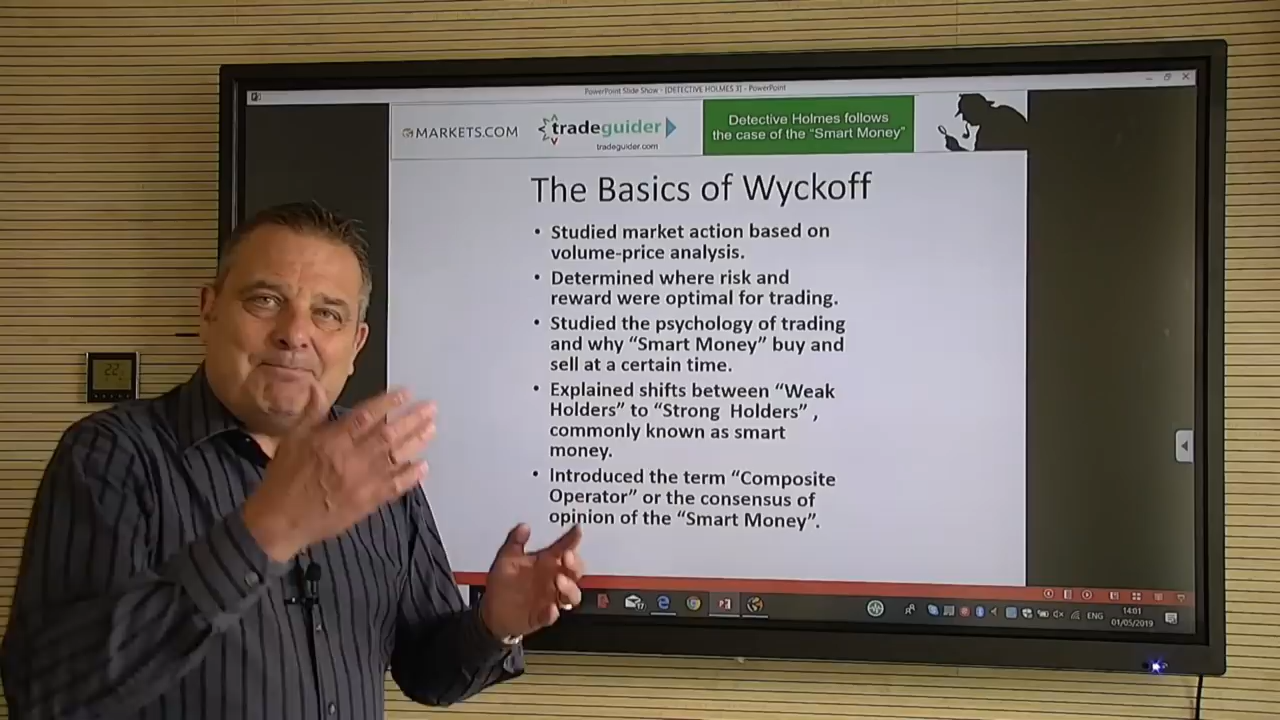 PowerPoint Slide Show - [DETECTIVE HOLMES 3] - PowerPoint
MARKETS.COM
tradeguider
tradeguider.com
Detective Holmes follows
the case of the "Smart Money"
The Basics of Wyckoff
• Studied market action based on
volume-price analysis.
• Determined where risk and
reward were optimal for trading.
• Studied the psychology of trading
and why “Smart Money” buy and
sell at a certain time.
• Explained shifts between “Weak
Holders” to “Strong Holders” ,
commonly known as smart
money.
• Introduced the term “Composite
Operator” or the consensus of
opinion of the “Smart Money”.
22
17
ENG
14:01
01/05/2019